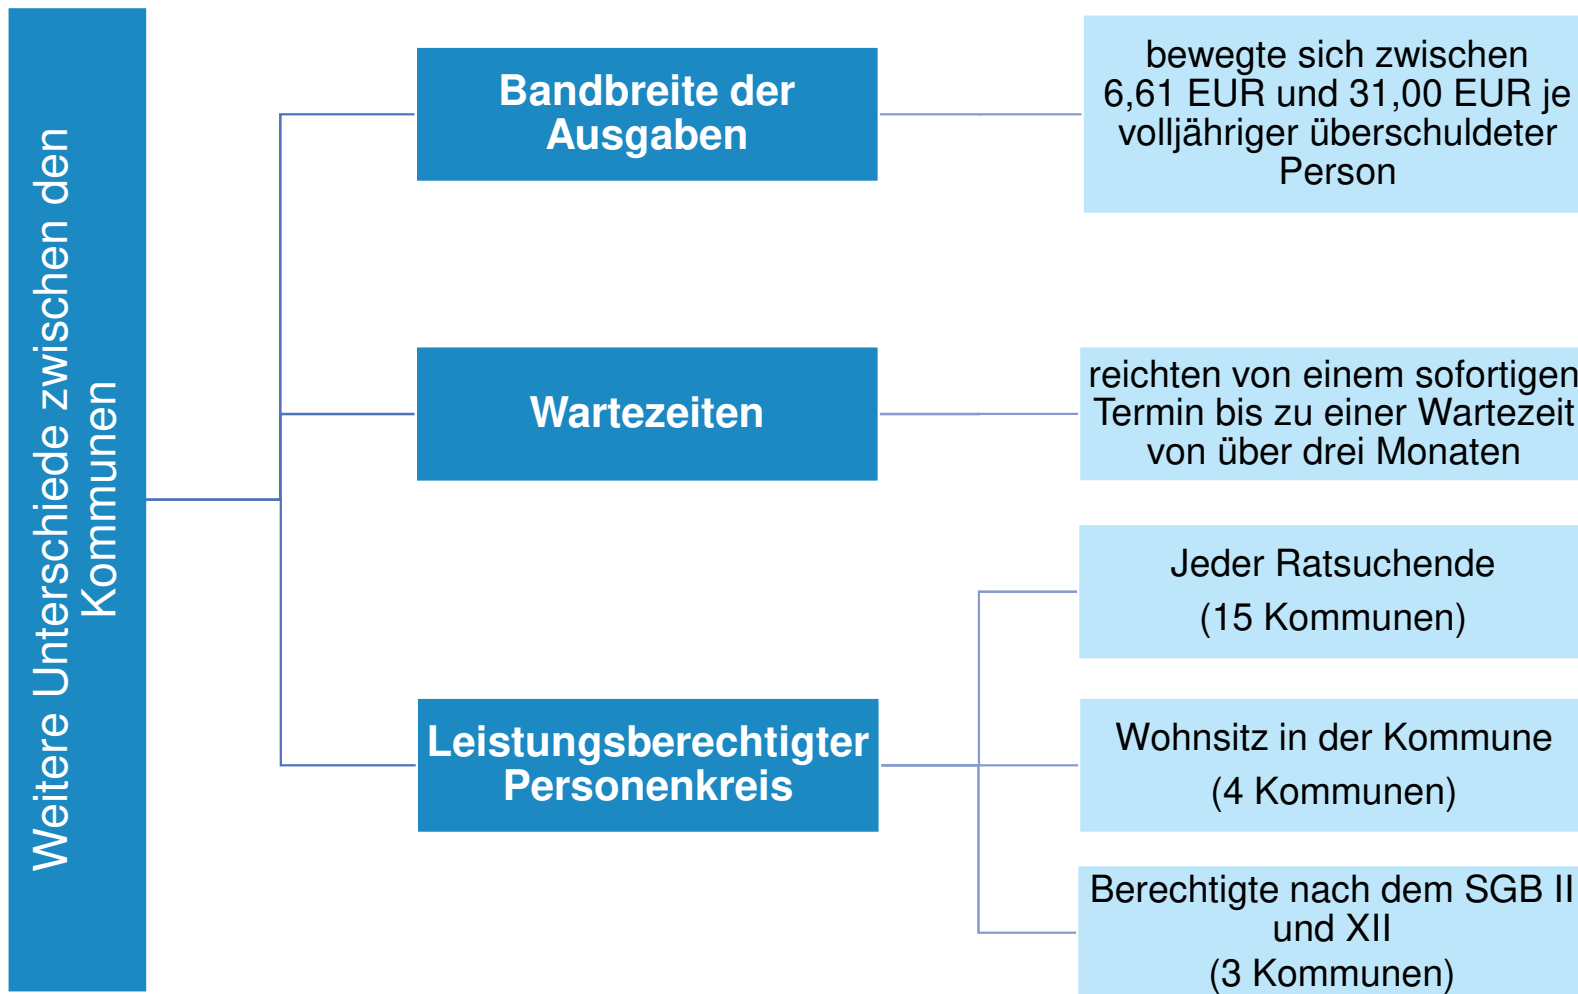 Weitere Unterschiede zwischen den
Kommunen
Bandbreite der
Ausgaben
bewegte sich zwischen
6,61 EUR und 31,00 EUR je
volljähriger überschuldeter
Person
Wartezeiten
reichten von einem sofortigen
Termin bis zu einer Wartezeit
von über drei Monaten
Leistungsberechtigter
Personenkreis
Jeder Ratsuchende
(15 Kommunen)
Wohnsitz in der Kommune
(4 Kommunen)
Berechtigte nach dem SGB II
und XII
(3 Kommunen)